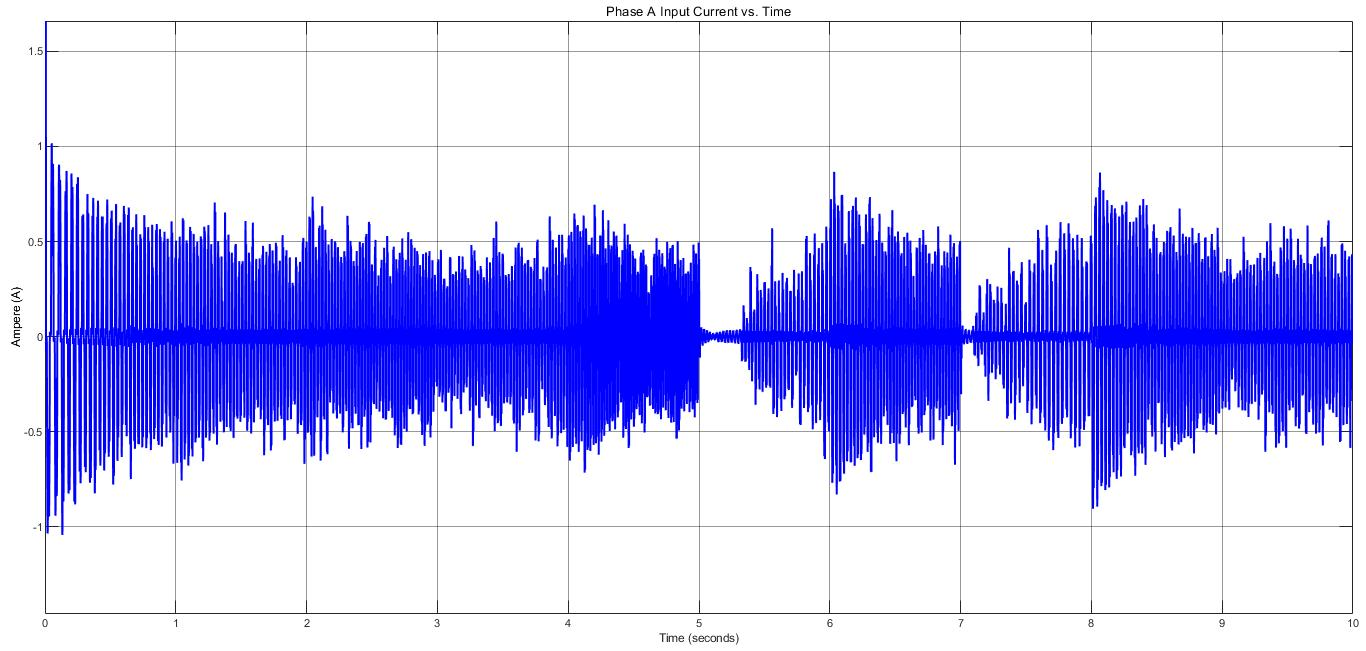 Phase A Input Current vs. Time
1.5
1
0.5
0
-0.5
-1
Ampere (A)
0 1 2 3 4 5 6 7 8 9 10
Time (seconds)